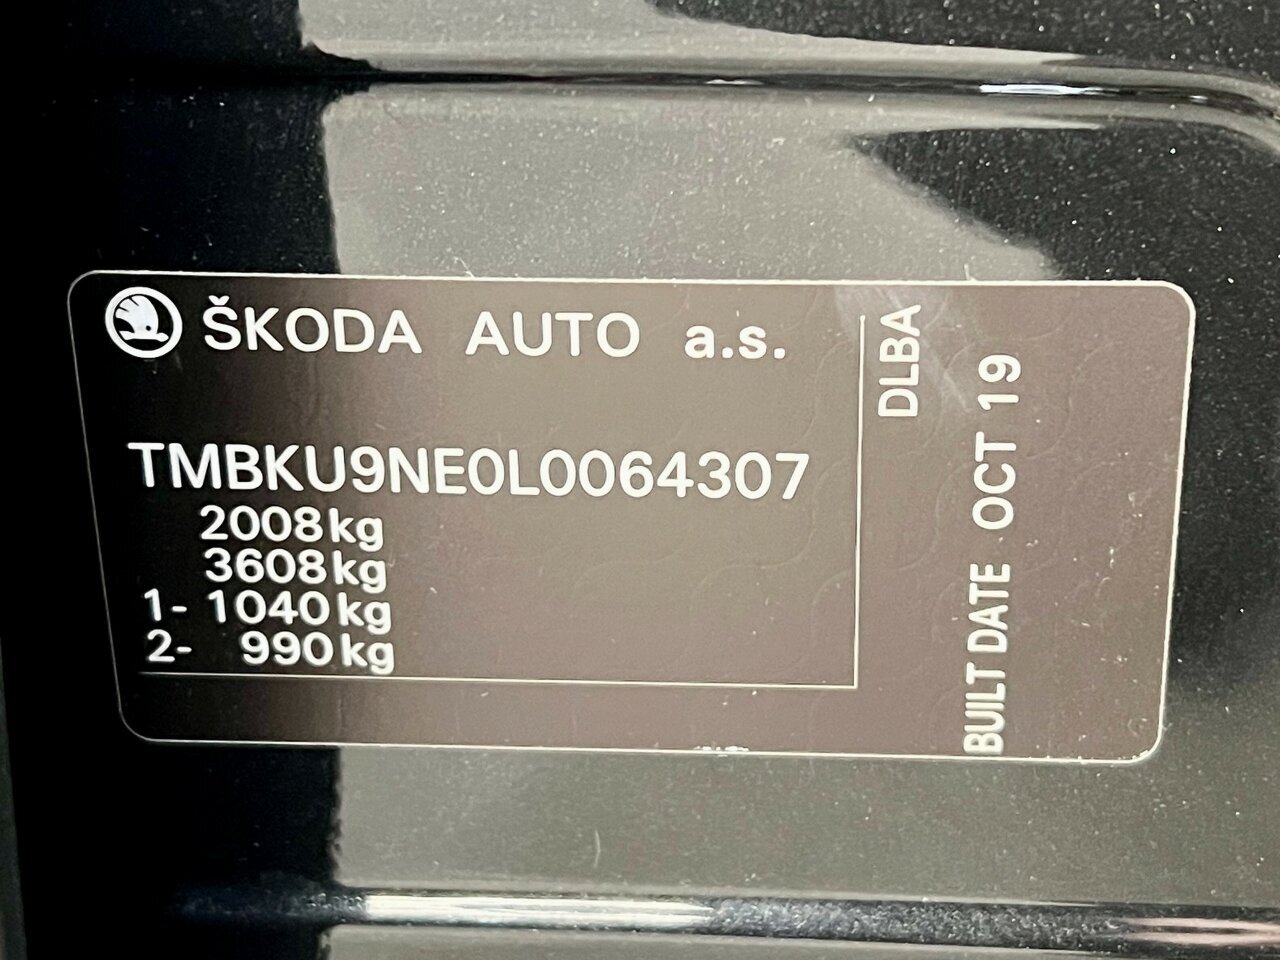 ŠKODA AUTO a.s.
TMBKU9NE0L0064307
2008kg
3608kg
1- 1040kg
2- 990kg
DLBA
BUILT DATE OCT 19